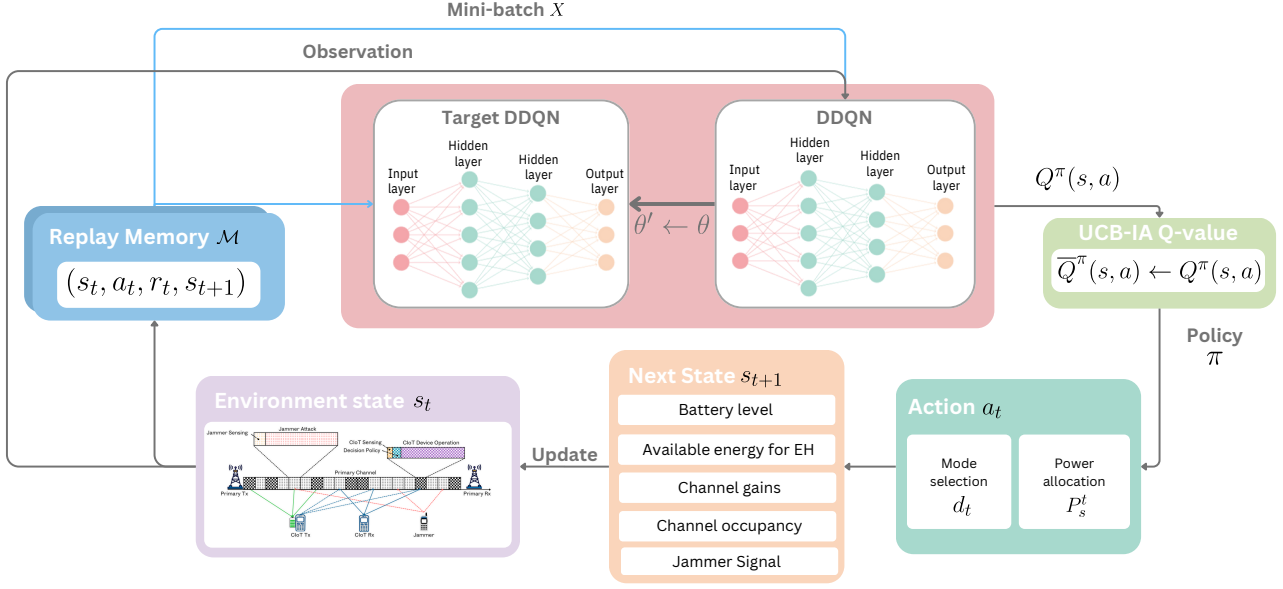 Mini-batch X
Observation
Target DDQN
Input
layer
Hidden
layer
Hidden
layer
Output
layer
θ′ ← θ
DDQN
Input
layer
Hidden
layer
Hidden
layer
Output
layer
Q^π(s, a)
UCB-IA Q-value
Q̅^π(s, a) ← Q^π(s, a)
Policy
π
Replay Memory ℳ
(s_t, a_t, r_t, s_{t+1})
Environment state s_t
Jammer Sensing
Jammer Attack
CIoT Sensing
Decision Policy
CIoT Device Operation
Primary Channel
Primary Tx
Primary Rx
CIoT Tx
CIoT Rx
Jammer
Update
Next State s_{t+1}
Battery level
Available energy for EH
Channel gains
Channel occupancy
Jammer Signal
Action a_t
Mode
selection
d_t
Power
allocation
P_s^t